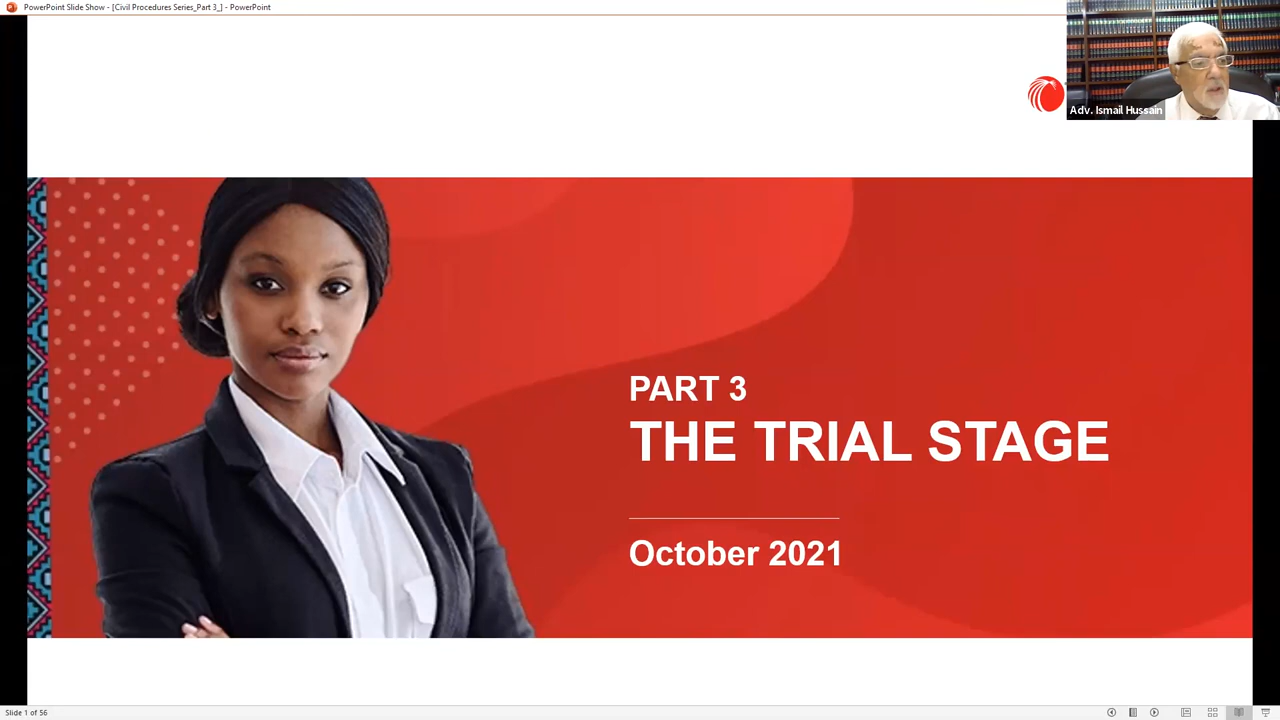 PowerPoint Slide Show - [Civil Procedures Series_Part 3_] - PowerPoint
Adv. Ismail Hussain
PART 3
THE TRIAL STAGE
October 2021
Slide 1 of 56